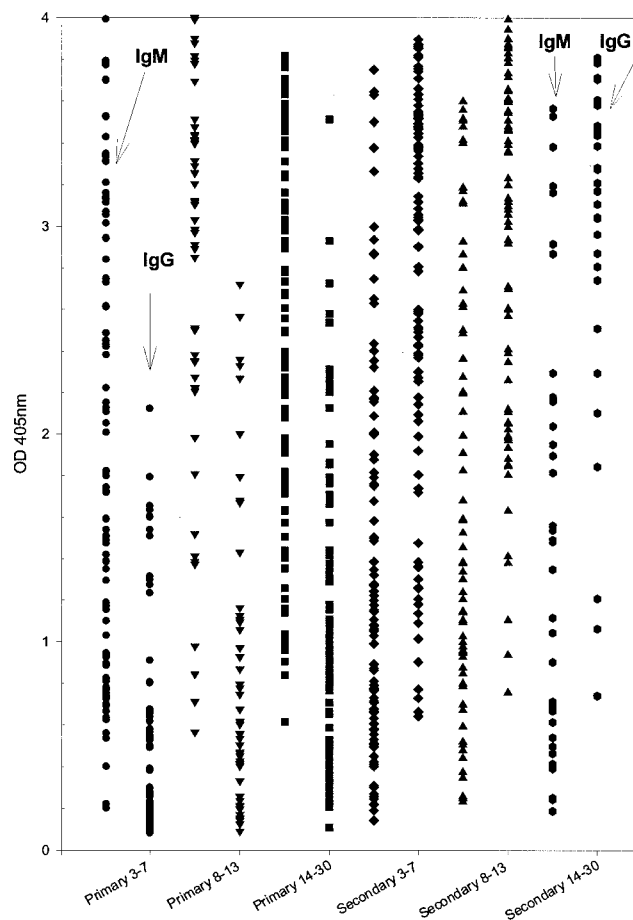 4
3
2
1
0
OD 405nm
IgM
IgG
IgM
IgG
Primary 3-7
Primary 8-13
Primary 14-30
Secondary 3-7
Secondary 8-13
Secondary 14-30